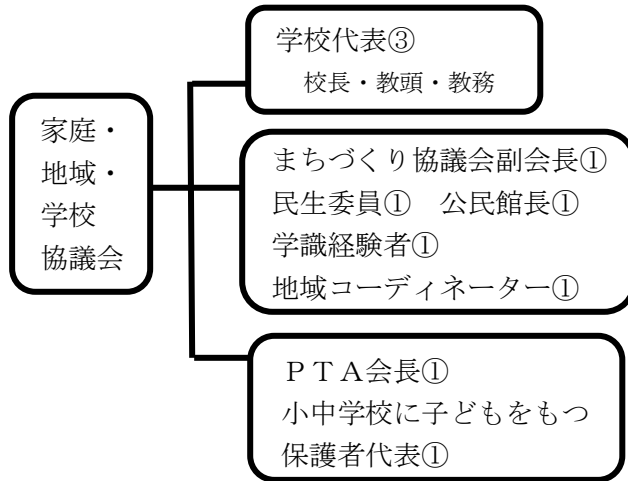 家庭・
地域・
学校
協議会
学校代表③
校長・教頭・教務
まちづくり協議会副会長①
民生委員①　公民館長①
学識経験者①
地域コーディネーター①
ＰＴＡ会長①
小中学校に子どもをもつ
保護者代表①